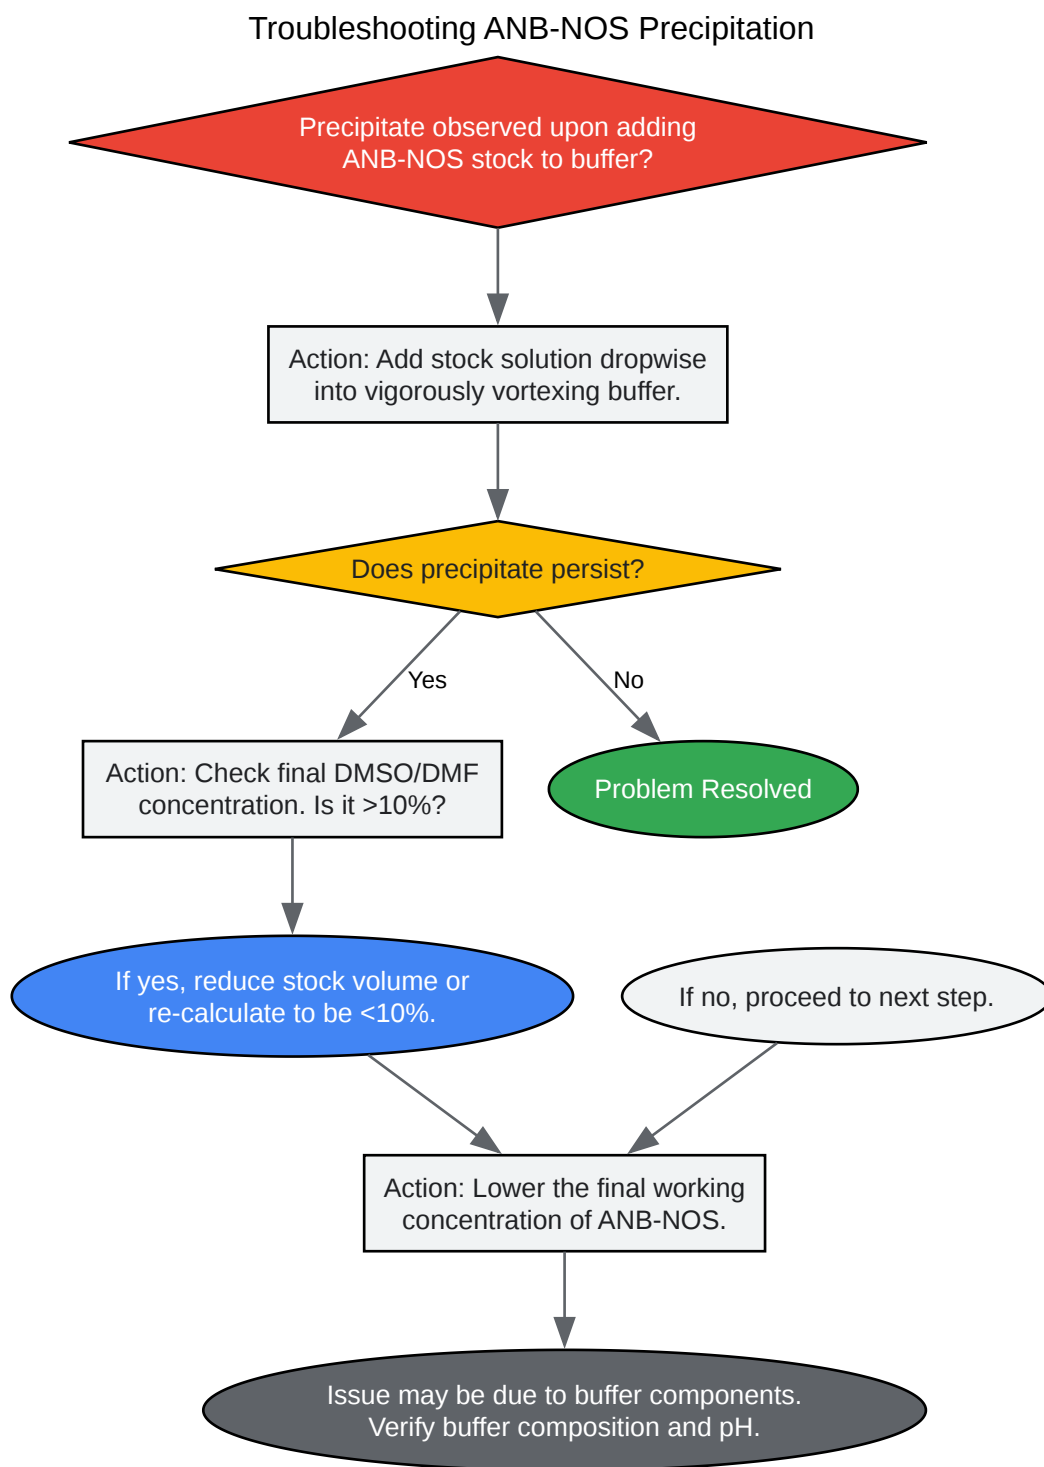 Troubleshooting ANB-NOS Precipitation
Precipitate observed upon adding
ANB-NOS stock to buffer?
Action: Add stock solution dropwise
into vigorously vortexing buffer.
Does precipitate persist?
Yes
No
Action: Check final DMSO/DMF
concentration. Is it >10%?
Problem Resolved
If yes, reduce stock volume or
re-calculate to be <10%.
If no, proceed to next step.
Action: Lower the final working
concentration of ANB-NOS.
Issue may be due to buffer components.
Verify buffer composition and pH.